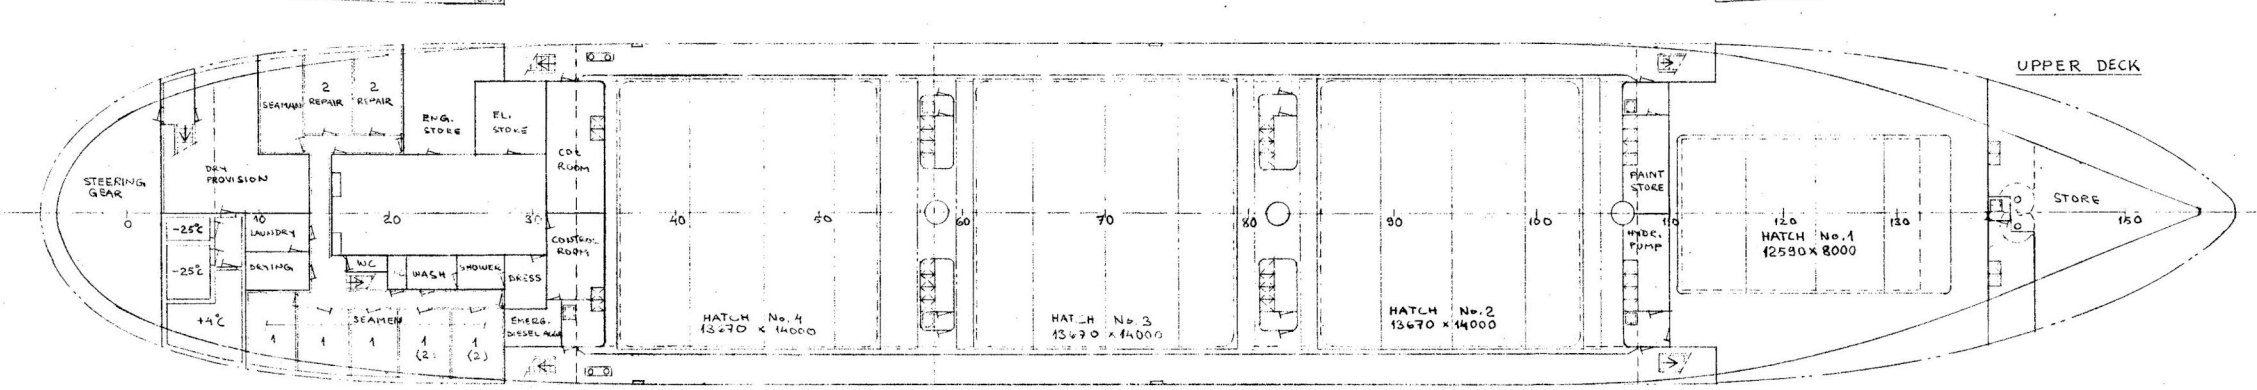 UPPER DECK
SEAMAN
2
REPAIR
2
REPAIR
ENG.
STORE
EL.
STORE
CO2
ROOM
STEERING
GEAR
DRY
PROVISION
PAINT
STORE
STORE
0
10
20
30
40
50
60
70
80
90
100
110
120
130
150
-25°C
LAUNDRY
-25°C
DRYING
WC
WASH
SHOWER
DRESS
CONTROL
ROOM
HYDR.
PUMP
HATCH No.1
12590 x 8000
+4°C
SEAMEN
1
1
1
1
(2)
1
(2)
EMERG.
DIESEL AGGR
HATCH No.4
13670 x 14000
HATCH No.3
13670 x 14000
HATCH No.2
13670 x 14000